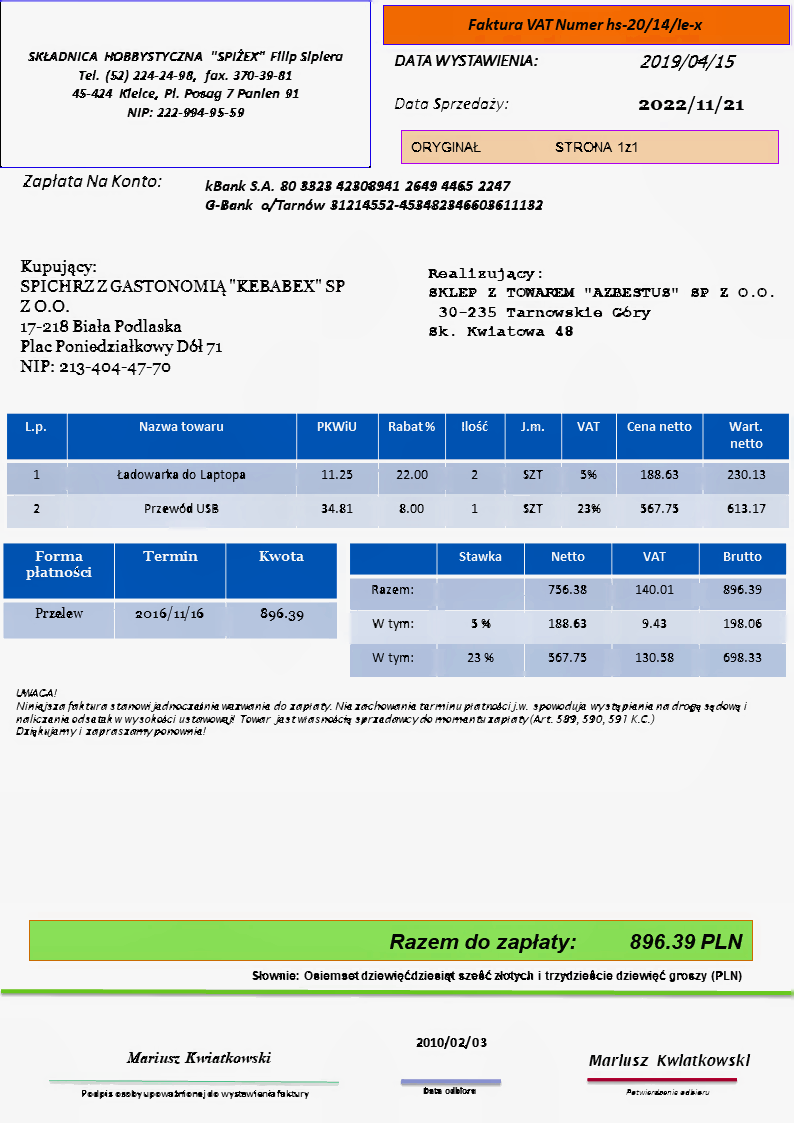 Faktura VAT Numer hs-20/14/le-x
SKŁADNICA HOBBYSTYCZNA "SPIŻEX" Filip Sipiera
Tel. (52) 224-24-98, fax. 370-39-81
45-424 Kielce, Pl. Posag 7 Panien 91
NIP: 222-994-95-59
DATA WYSTAWIENIA: 2019/04/15
Data Sprzedaży: 2022/11/21
ORYGINAŁ STRONA 1z1
Zapłata Na Konto:
kBank S.A. 80 3323 42308941 2649 4465 2247
G-Bank o/Tarnów 31214552-453482346603611132
Kupujący:
SPICHRZ Z GASTONOMIĄ "KEBABEX" SP
Z O.O.
17-218 Biała Podlaska
Plac Poniedziałkowy Dół 71
NIP: 213-404-47-70
Realizujący:
SKLEP Z TOWAREM "AZBESTUS" SP Z O.O.
30-235 Tarnowskie Góry
Sk. Kwiatowa 48
L.p. Nazwa towaru PKWiU Rabat % Ilość J.m. VAT Cena netto Wart.
netto
1 Ładowarka do Laptopa 11.25 22.00 2 SZT 5% 188.63 230.13
2 Przewód USB 34.81 8.00 1 SZT 23% 567.75 613.17
Forma
płatności Termin Kwota
Przelew 2016/11/16 896.39
Stawka Netto VAT Brutto
Razem: 756.38 140.01 896.39
W tym: 5 % 188.63 9.43 198.06
W tym: 23 % 567.75 130.58 698.33
UWAGA!
Niniejsza faktura stanowi jednocześnie wezwanie do zapłaty. Nie zachowanie terminu płatności j.w. spowoduje wystąpienie na drogę sądową i
naliczenie odsetek w wysokości ustawowej! Towar jest własnością sprzedawcy do momentu zapłaty (Art. 589, 590, 591 K.C.)
Dziękujemy i zapraszamy ponownie!
Razem do zapłaty: 896.39 PLN
Słownie: Osiemset dziewięćdziesiąt sześć złotych i trzydzieście dziewięć groszy (PLN)
Mariusz Kwiatkowski
Podpis osoby upoważnionej do wystawienia faktury
2010/02/03
Data odbioru
Mariusz Kwiatkowski
Potwierdzenie odbioru